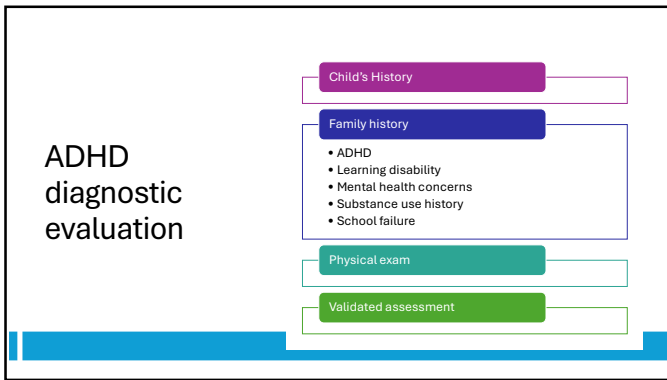 ADHD
diagnostic
evaluation
Child's History
Family history
• ADHD
• Learning disability
• Mental health concerns
• Substance use history
• School failure
Physical exam
Validated assessment